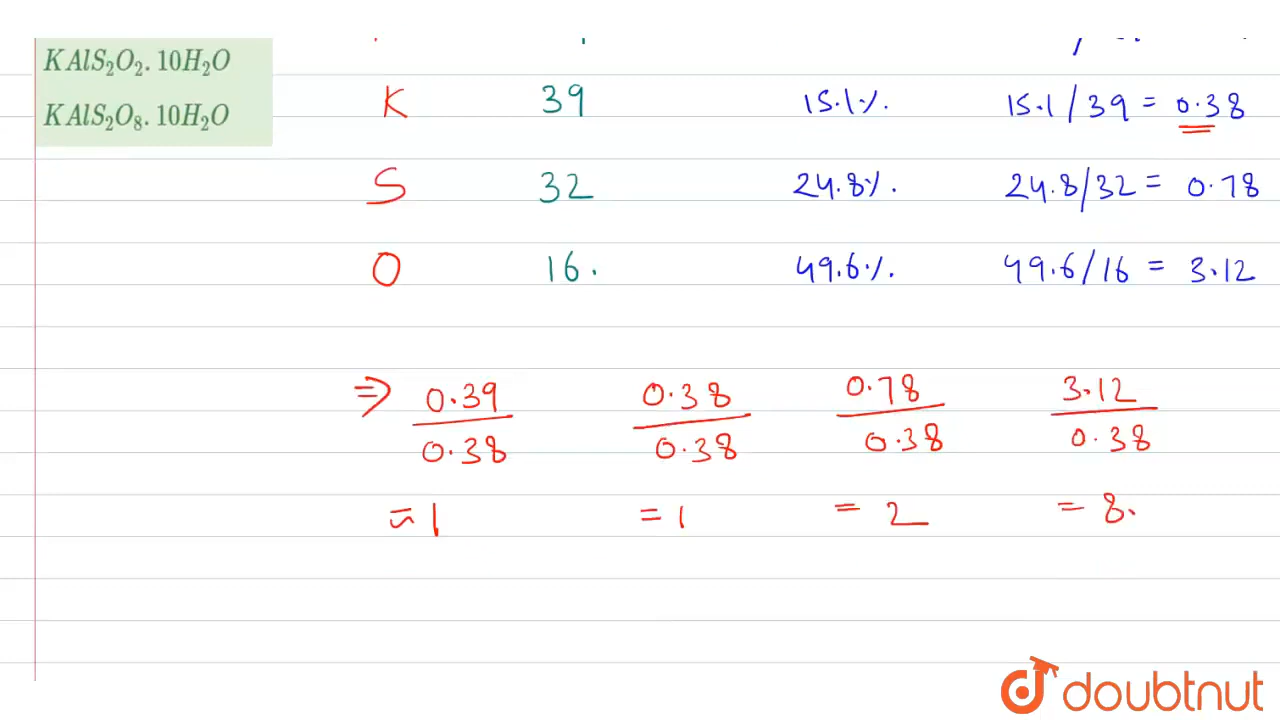 KAlS₂O₂. 10H₂O
KAlS₂O₈. 10H₂O
K 39 15.1% 15.1/39 = 0.38
S 32 24.8% 24.8/32 = 0.78
O 16. 49.6% 49.6/16 = 3.12
⇒ 0.39/0.38 0.38/0.38 0.78/0.38 3.12/0.38
≈ 1 = 1 = 2 = 8.
doubtnut